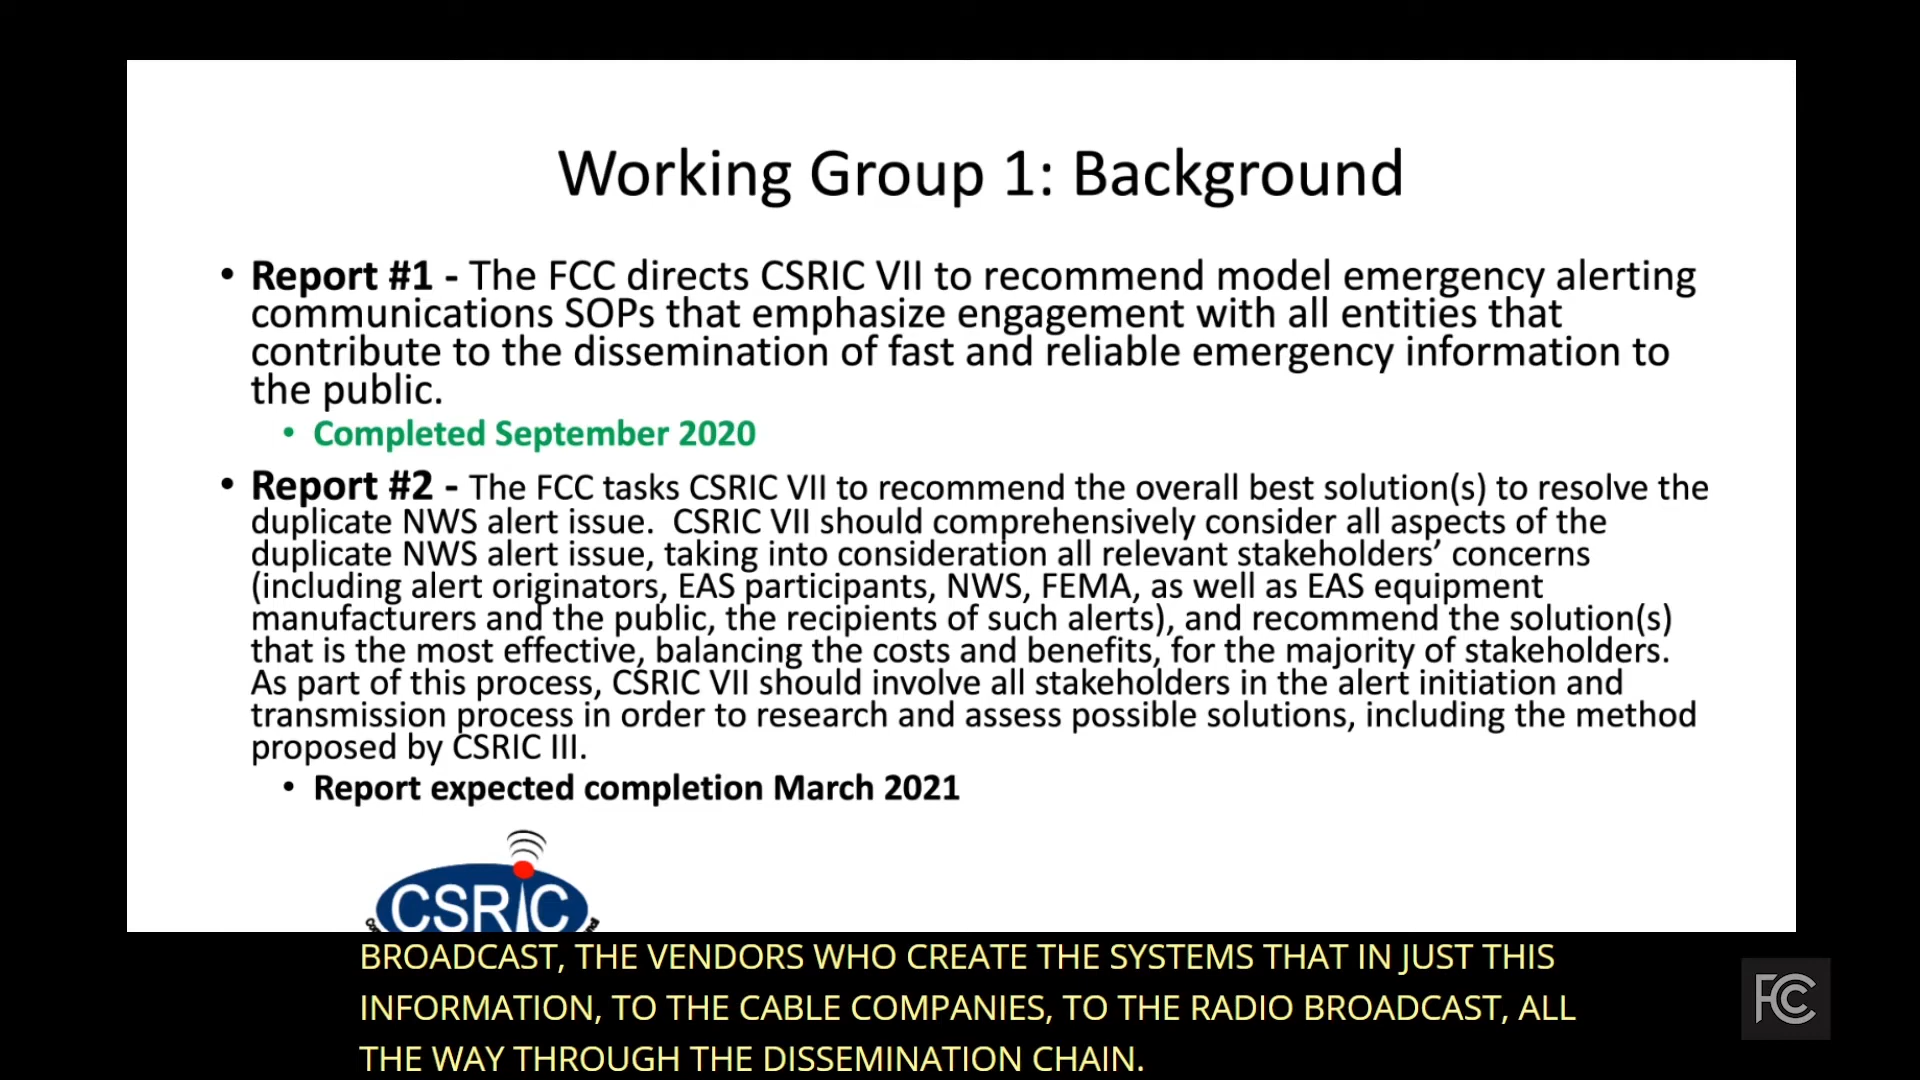 Working Group 1: Background
• Report #1 - The FCC directs CSRIC VII to recommend model emergency alerting
communications SOPs that emphasize engagement with all entities that
contribute to the dissemination of fast and reliable emergency information to
the public.
• Completed September 2020
• Report #2 - The FCC tasks CSRIC VII to recommend the overall best solution(s) to resolve the
duplicate NWS alert issue.  CSRIC VII should comprehensively consider all aspects of the
duplicate NWS alert issue, taking into consideration all relevant stakeholders’ concerns
(including alert originators, EAS participants, NWS, FEMA, as well as EAS equipment
manufacturers and the public, the recipients of such alerts), and recommend the solution(s)
that is the most effective, balancing the costs and benefits, for the majority of stakeholders.
As part of this process, CSRIC VII should involve all stakeholders in the alert initiation and
transmission process in order to research and assess possible solutions, including the method
proposed by CSRIC III.
• Report expected completion March 2021
CSRIC
BROADCAST, THE VENDORS WHO CREATE THE SYSTEMS THAT IN JUST THIS
INFORMATION, TO THE CABLE COMPANIES, TO THE RADIO BROADCAST, ALL
THE WAY THROUGH THE DISSEMINATION CHAIN.
FCC